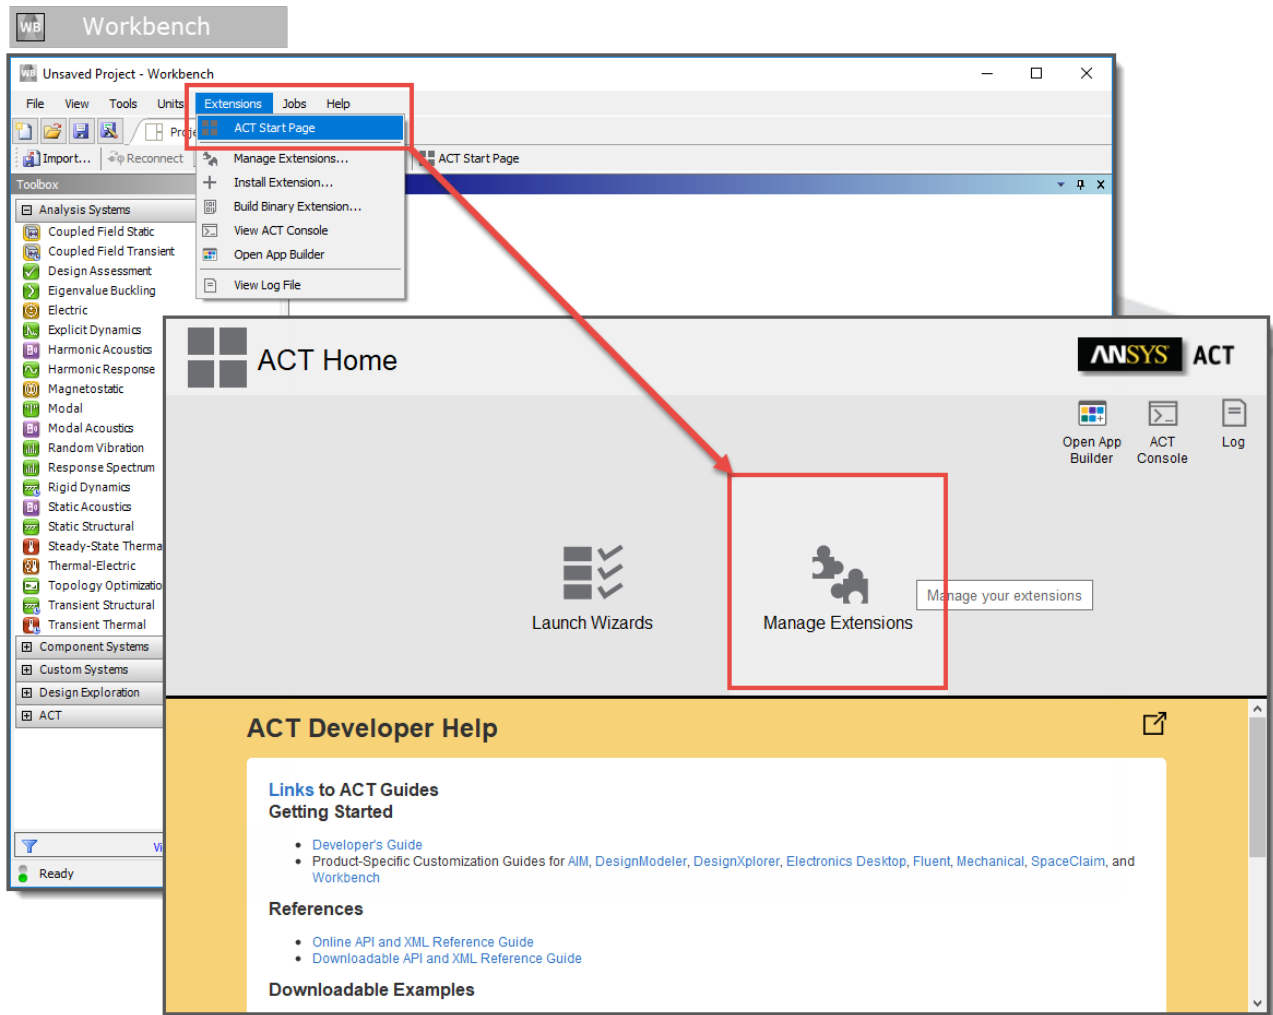 WB Workbench
Unsaved Project - Workbench
File View Tools Units Extensions Jobs Help
ACT Start Page
Import... Reconnect
ACT Start Page
Manage Extensions...
Install Extension...
Build Binary Extension...
View ACT Console
Open App Builder
View Log File
Toolbox
Analysis Systems
Coupled Field Static
Coupled Field Transient
Design Assessment
Eigenvalue Buckling
Electric
Explicit Dynamics
Harmonic Acoustics
Harmonic Response
Magnetostatic
Modal
Modal Acoustics
Random Vibration
Response Spectrum
Rigid Dynamics
Static Acoustics
Static Structural
Steady-State Therma
Thermal-Electric
Topology Optimizatio
Transient Structural
Transient Thermal
Component Systems
Custom Systems
Design Exploration
ACT
Ready
ACT Home
ANSYS ACT
Open App Builder
ACT Console
Log
Launch Wizards
Manage Extensions
Manage your extensions
ACT Developer Help
Links to ACT Guides
Getting Started
Developer's Guide
Product-Specific Customization Guides for AIM, DesignModeler, DesignXplorer, Electronics Desktop, Fluent, Mechanical, SpaceClaim, and
Workbench
References
Online API and XML Reference Guide
Downloadable API and XML Reference Guide
Downloadable Examples